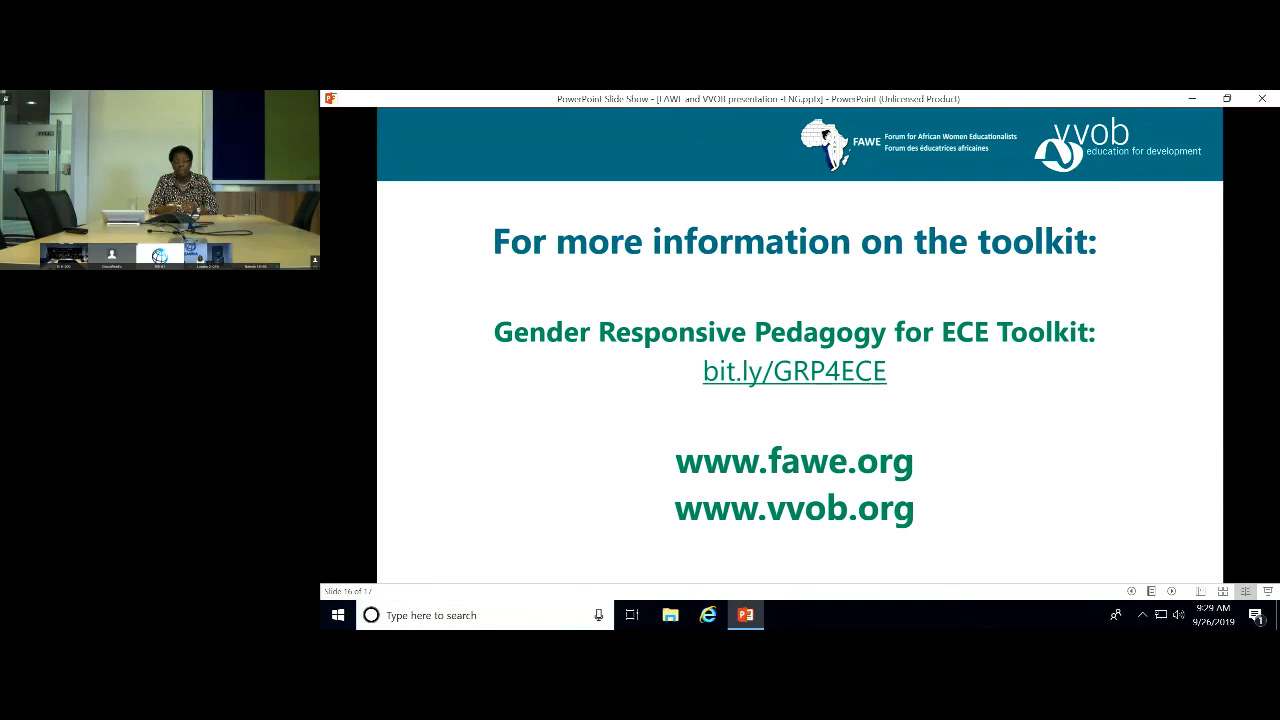 PowerPoint Slide Show - [FAWE and VVOB presentation -ENG.pptx] - PowerPoint (Unlicensed Product)
FAWE
Forum for African Women Educationalists
Forum des éducatrices africaines
vvob
education for development
For more information on the toolkit:
Gender Responsive Pedagogy for ECE Toolkit:
bit.ly/GRP4ECE
www.fawe.org
www.vvob.org
Slide 16 of 17
Type here to search
9:29 AM
9/26/2019
1